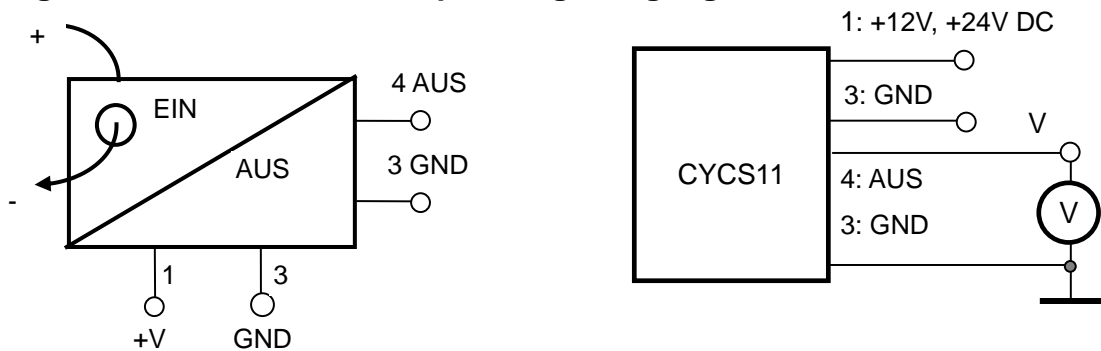 +
EIN
AUS
-
4 AUS
3 GND
1
3
+V
GND
1: +12V, +24V DC
3: GND
V
CYCS11
4: AUS
3: GND
V